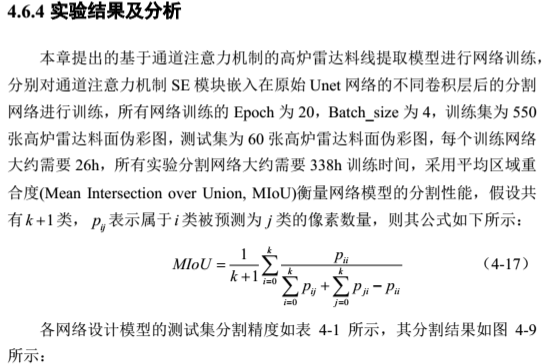 4.6.4 实验结果及分析
本章提出的基于通道注意力机制的高炉雷达料线提取模型进行网络训练，
分别对通道注意力机制 SE 模块嵌入在原始 Unet 网络的不同卷积层后的分割
网络进行训练，所有网络训练的 Epoch 为 20，Batch_size 为 4，训练集为 550
张高炉雷达料面伪彩图，测试集为 60 张高炉雷达料面伪彩图，每个训练网络
大约需要 26h，所有实验分割网络大约需要 338h 训练时间，采用平均区域重
合度(Mean Intersection over Union, MIoU)衡量网络模型的分割性能，假设共
有 k+1 类， p_{ij} 表示属于 i 类被预测为 j 类的像素数量，则其公式如下所示：
MIoU = \frac{1}{k+1} \sum_{i=0}^{k} \frac{p_{ii}}{\sum_{i=0}^{k} p_{ij} + \sum_{j=0}^{k} p_{ji} - p_{ii}} （4-17）
各网络设计模型的测试集分割精度如表 4-1 所示，其分割结果如图 4-9
所示：